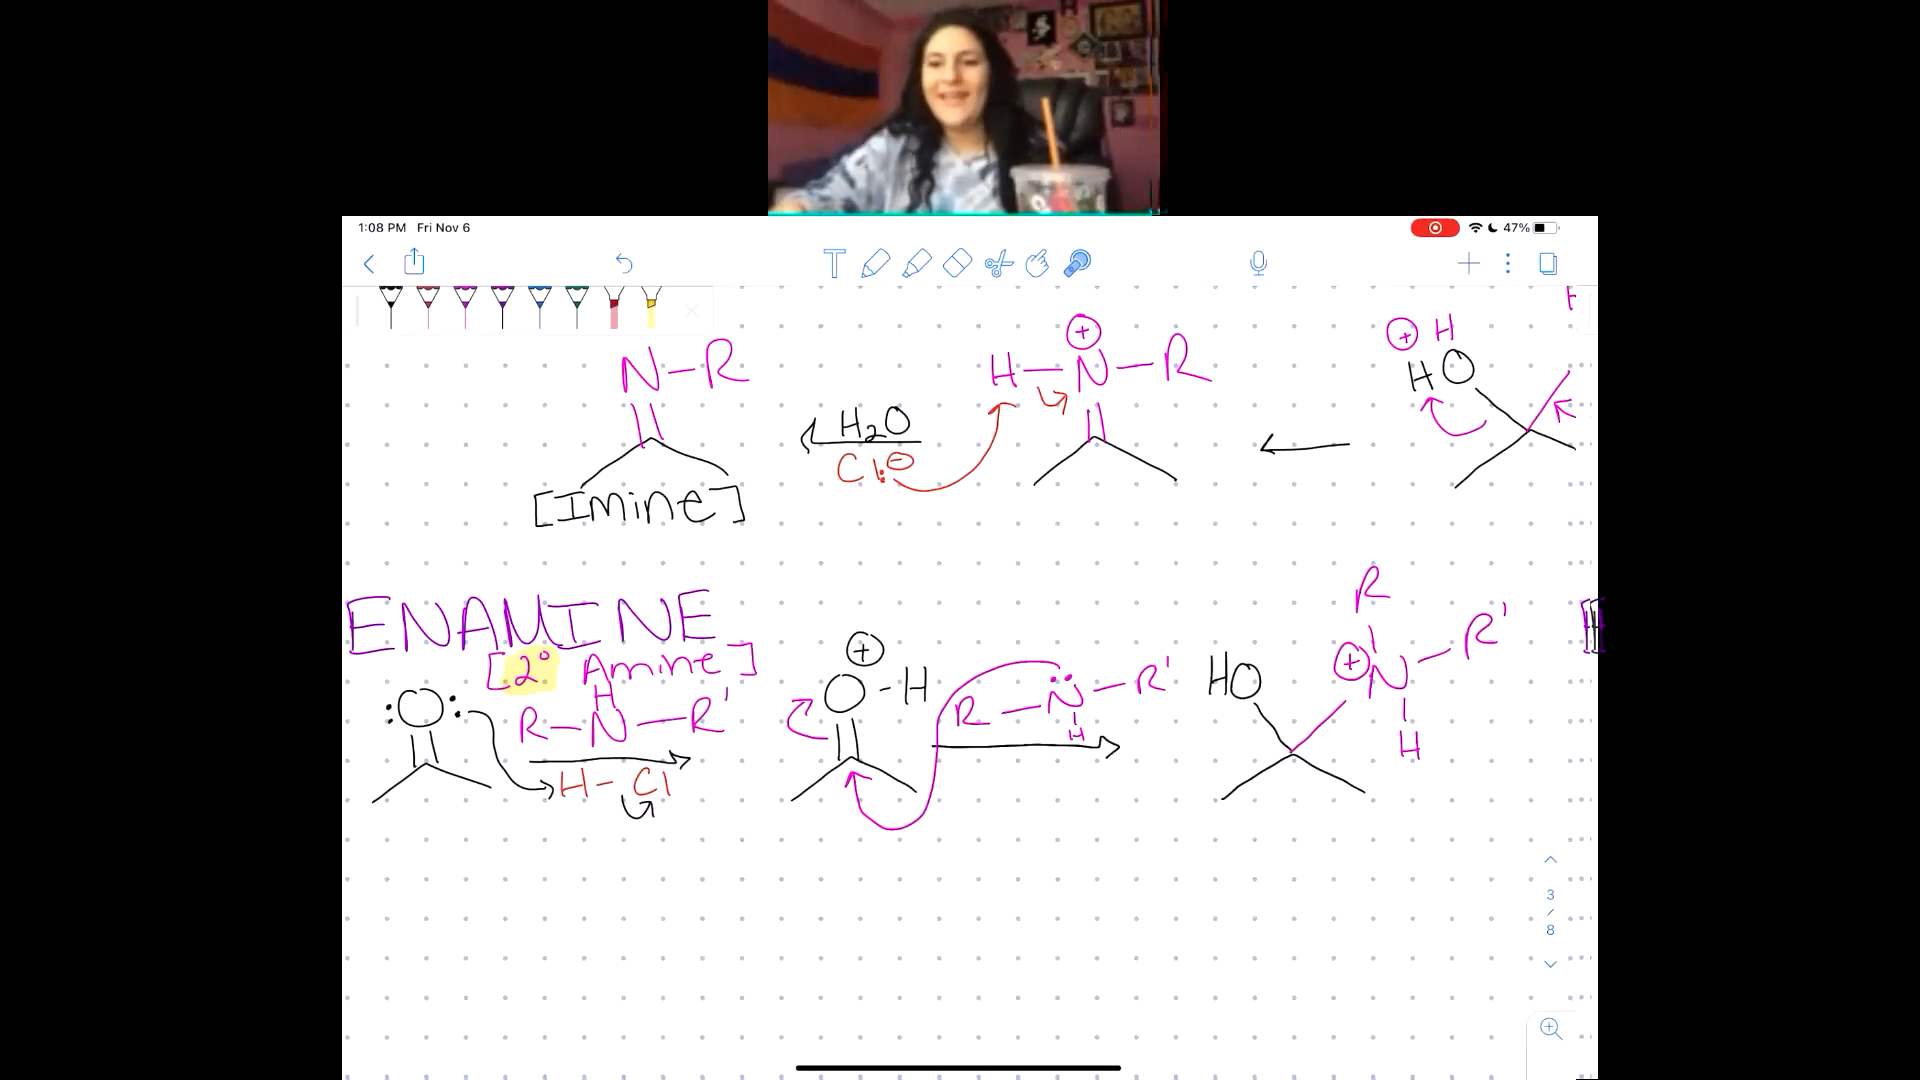 1:08 PM Fri Nov 6
47%
T
N-R
H₂O
Cl:⊖
[Imine]
⊕
H-N-R
⊕ H
HO
ENAMINE
[2° Amine]
:O:
H
R-N-R'
H-Cl
⊕
O-H
R-N̈-R'
H
HO
R
⊕N-R'
H
3
/
8